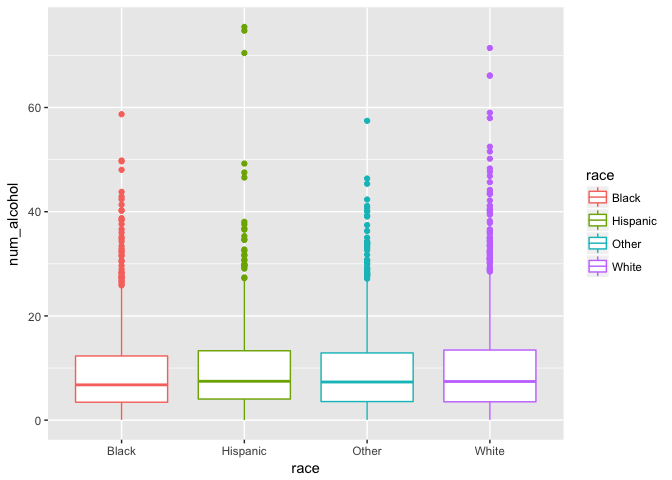 num_alcohol
60
40
20
0
Black
Hispanic
Other
White
race
race
Black
Hispanic
Other
White